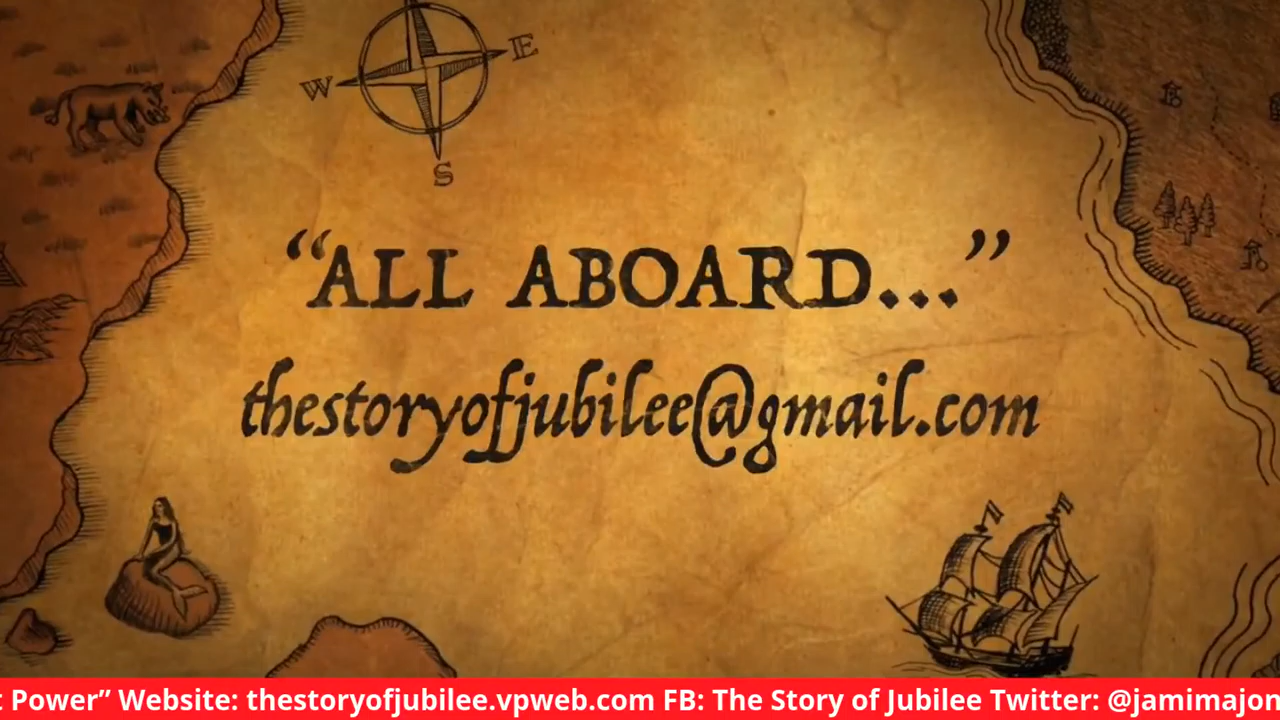 E
W
S
“ALL ABOARD...”
thestoryofjubilee@gmail.com
t Power” Website: thestoryofjubilee.vpweb.com FB: The Story of Jubilee Twitter: @jamimajon